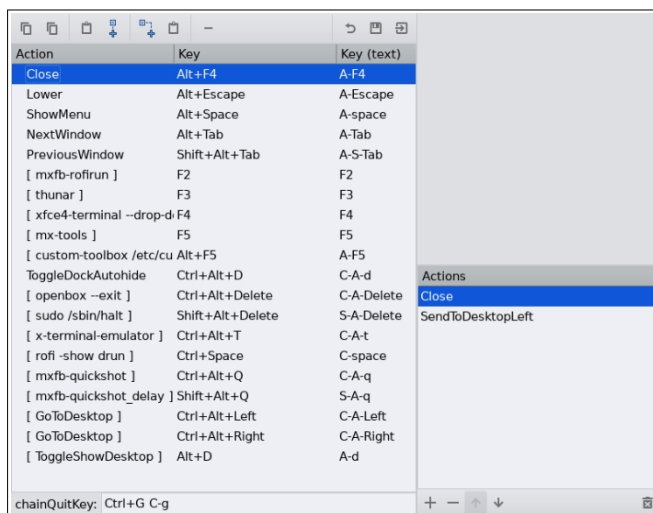 Action Key Key (text)
Close Alt+F4 A-F4
Lower Alt+Escape A-Escape
ShowMenu Alt+Space A-space
NextWindow Alt+Tab A-Tab
PreviousWindow Shift+Alt+Tab A-S-Tab
[ mxfb-rofirun ] F2 F2
[ thunar ] F3 F3
[ xfce4-terminal --drop-d F4 F4
[ mx-tools ] F5 F5
[ custom-toolbox /etc/cu Alt+F5 A-F5
ToggleDockAutohide Ctrl+Alt+D C-A-d
[ openbox --exit ] Ctrl+Alt+Delete C-A-Delete
[ sudo /sbin/halt ] Shift+Alt+Delete S-A-Delete
[ x-terminal-emulator ] Ctrl+Alt+T C-A-t
[ rofi -show drun ] Ctrl+Space C-space
[ mxfb-quickshot ] Ctrl+Alt+Q C-A-q
[ mxfb-quickshot_delay ] Shift+Alt+Q S-A-q
[ GoToDesktop ] Ctrl+Alt+Left C-A-Left
[ GoToDesktop ] Ctrl+Alt+Right C-A-Right
[ ToggleShowDesktop ] Alt+D A-d
chainQuitKey: Ctrl+G C-g
Actions
Close
SendToDesktopLeft